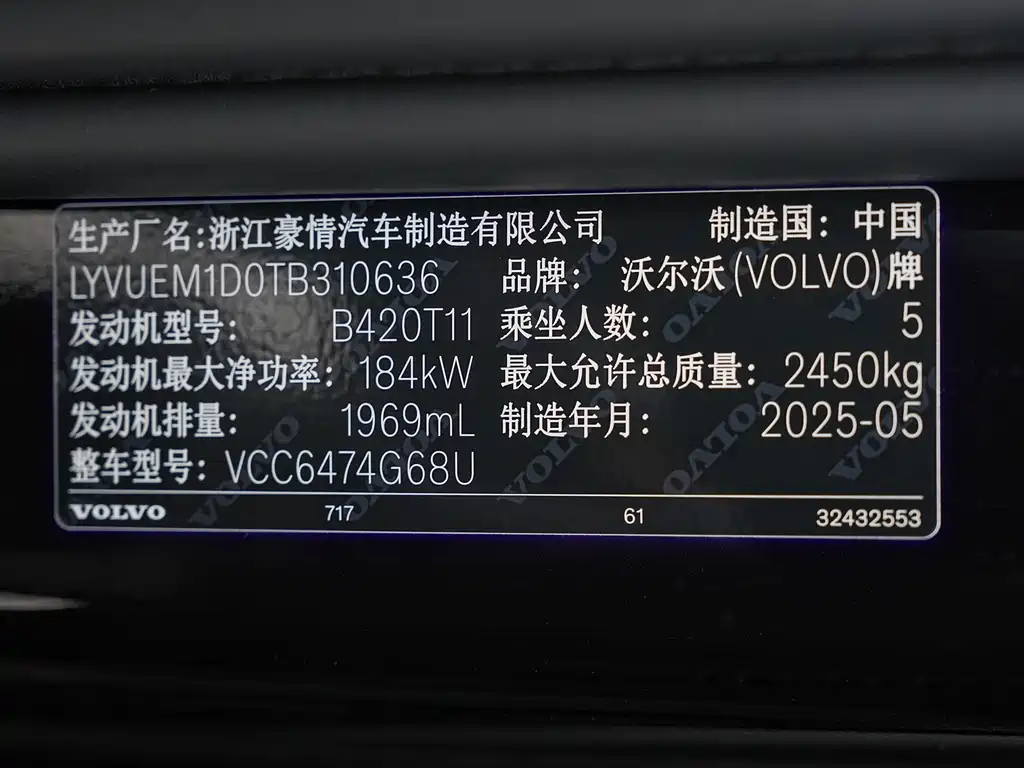 生产厂名:浙江豪情汽车制造有限公司 制造国：中国
LYVUEM1D0TB310636 品牌： 沃尔沃(VOLVO)牌
发动机型号： B420T11 乘坐人数： 5
发动机最大净功率： 184kW 最大允许总质量： 2450kg
发动机排量： 1969mL 制造年月： 2025-05
整车型号： VCC6474G68U
VOLVO 717 61 32432553